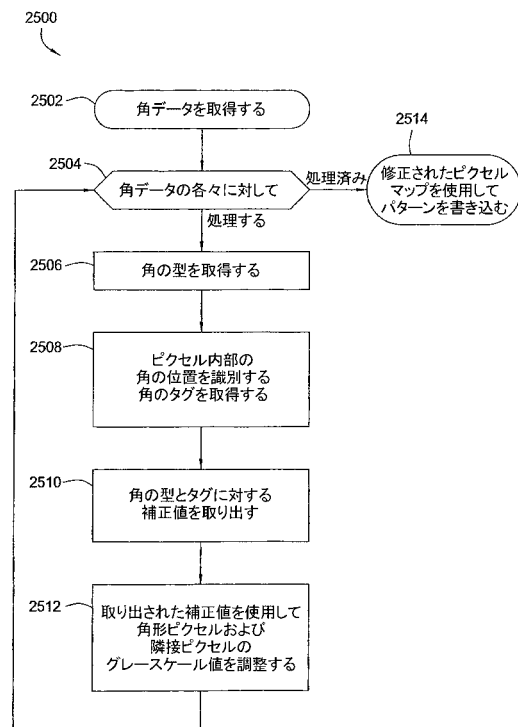 2500
2502
角データを取得する
2504
角データの各々に対して
処理済み
2514
修正されたピクセル
マップを使用して
パターンを書き込む
処理する
2506
角の型を取得する
2508
ピクセル内部の
角の位置を識別する
角のタグを取得する
2510
角の型とタグに対する
補正値を取り出す
2512
取り出された補正値を使用して
角形ピクセルおよび
隣接ピクセルの
グレースケール値を調整する